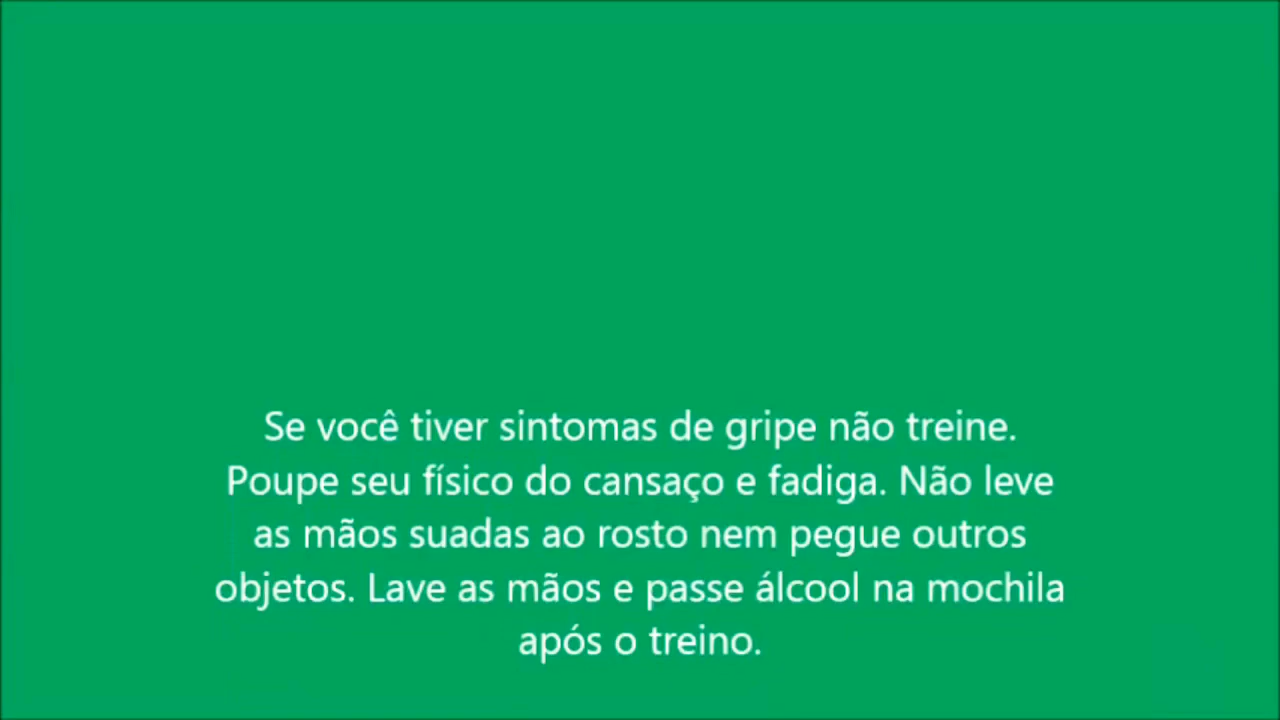 Se você tiver sintomas de gripe não treine.
Poupe seu físico do cansaço e fadiga. Não leve
as mãos suadas ao rosto nem pegue outros
objetos. Lave as mãos e passe álcool na mochila
após o treino.